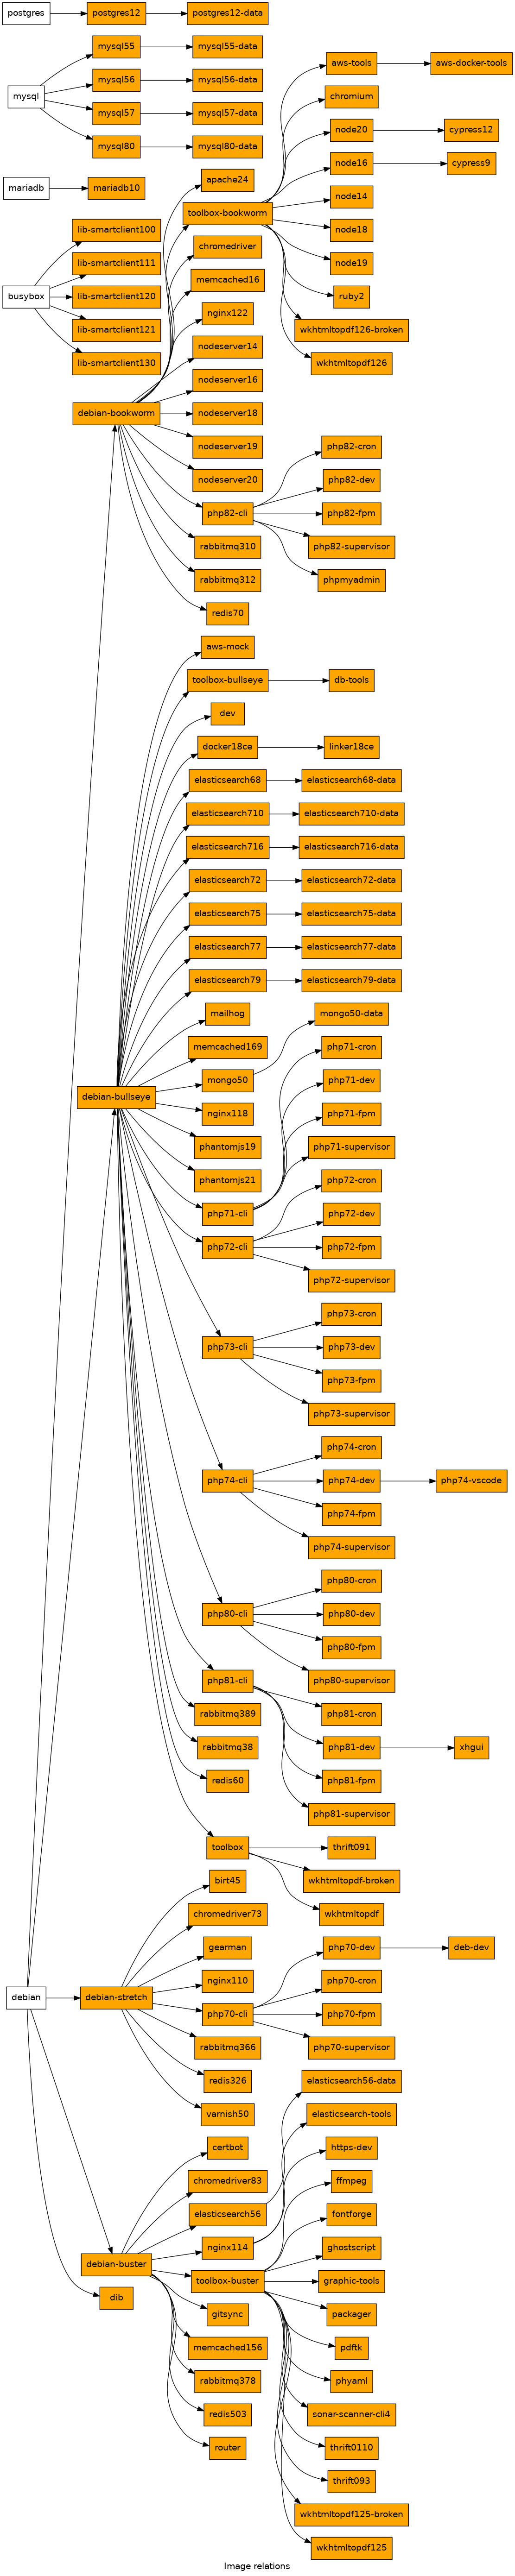 postgres
postgres12
postgres12-data
mysql
mysql55
mysql55-data
mysql56
mysql56-data
mysql57
mysql57-data
mysql80
mysql80-data
mariadb
mariadb10
busybox
lib-smartclient100
lib-smartclient111
lib-smartclient120
lib-smartclient121
lib-smartclient130
debian-bookworm
apache24
toolbox-bookworm
aws-tools
aws-docker-tools
chromium
node20
cypress12
node16
cypress9
node14
node18
node19
ruby2
wkhtmltopdf126-broken
wkhtmltopdf126
chromedriver
memcached16
nginx122
nodeserver14
nodeserver16
nodeserver18
nodeserver19
nodeserver20
php82-cli
php82-cron
php82-dev
php82-fpm
php82-supervisor
phpmyadmin
rabbitmq310
rabbitmq312
redis70
debian-bullseye
aws-mock
toolbox-bullseye
db-tools
dev
docker18ce
linker18ce
elasticsearch68
elasticsearch68-data
elasticsearch710
elasticsearch710-data
elasticsearch716
elasticsearch716-data
elasticsearch72
elasticsearch72-data
elasticsearch75
elasticsearch75-data
elasticsearch77
elasticsearch77-data
elasticsearch79
elasticsearch79-data
mailhog
memcached169
mongo50
mongo50-data
nginx118
phantomjs19
phantomjs21
php71-cli
php71-cron
php71-dev
php71-fpm
php71-supervisor
php72-cli
php72-cron
php72-dev
php72-fpm
php72-supervisor
php73-cli
php73-cron
php73-dev
php73-fpm
php73-supervisor
php74-cli
php74-cron
php74-dev
php74-vscode
php74-fpm
php74-supervisor
php80-cli
php80-cron
php80-dev
php80-fpm
php80-supervisor
php81-cli
php81-cron
php81-dev
xhgui
php81-fpm
php81-supervisor
rabbitmq389
rabbitmq38
redis60
toolbox
thrift091
wkhtmltopdf-broken
wkhtmltopdf
debian
debian-stretch
birt45
chromedriver73
gearman
nginx110
php70-cli
php70-dev
deb-dev
php70-cron
php70-fpm
php70-supervisor
rabbitmq366
redis326
varnish50
debian-buster
certbot
chromedriver83
elasticsearch56
elasticsearch56-data
elasticsearch-tools
nginx114
https-dev
toolbox-buster
ffmpeg
fontforge
ghostscript
graphic-tools
packager
pdftk
phyaml
sonar-scanner-cli4
thrift0110
thrift093
wkhtmltopdf125-broken
wkhtmltopdf125
dib
gitsync
memcached156
rabbitmq378
redis503
router
Image relations